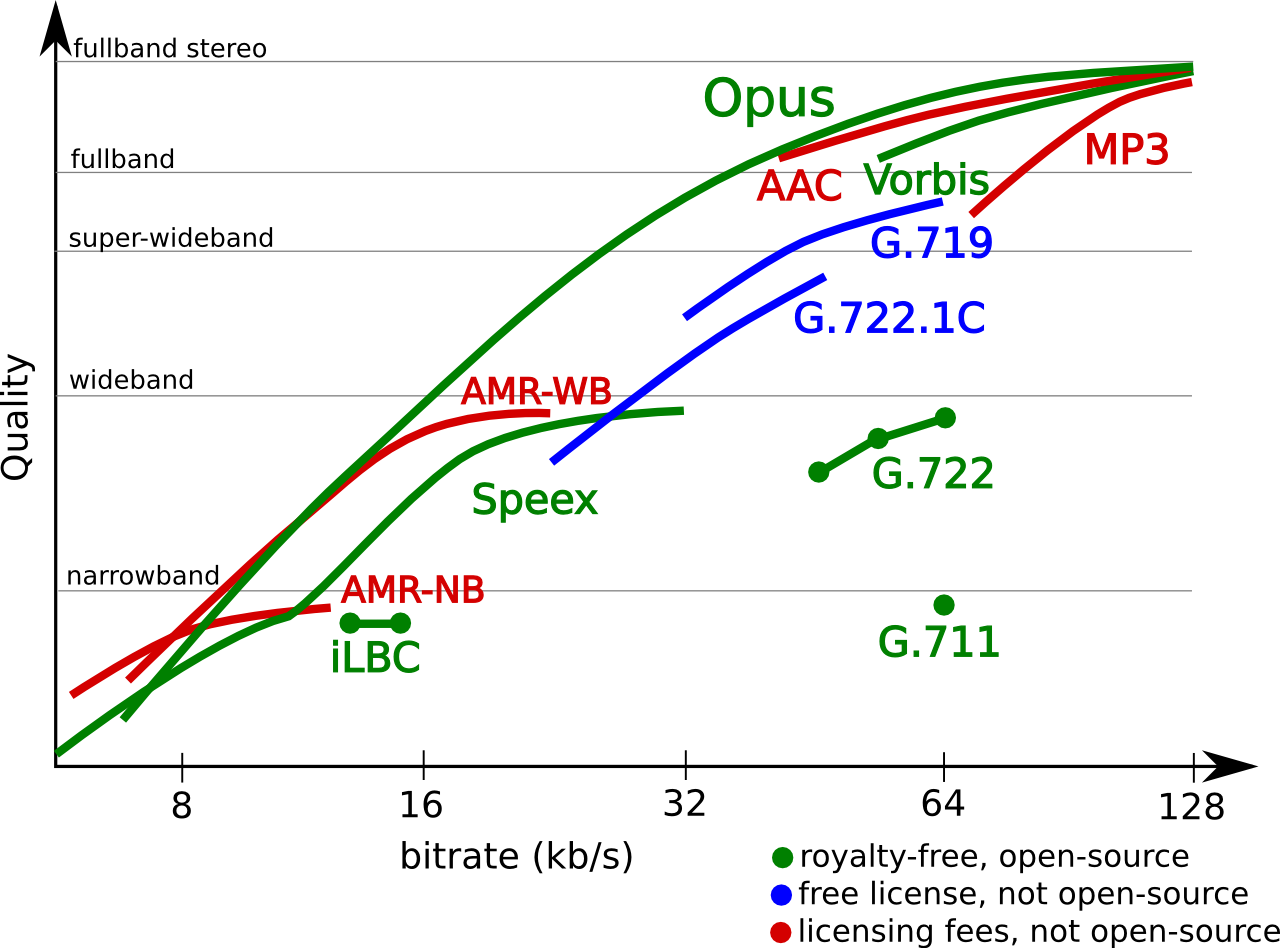 fullband stereo
Opus
fullband
MP3
AAC
Vorbis
super-wideband
G.719
G.722.1C
wideband
AMR-WB
Quality
G.722
Speex
narrowband
AMR-NB
G.711
iLBC
8
16
32
64
128
bitrate (kb/s)
royalty-free, open-source
free license, not open-source
licensing fees, not open-source